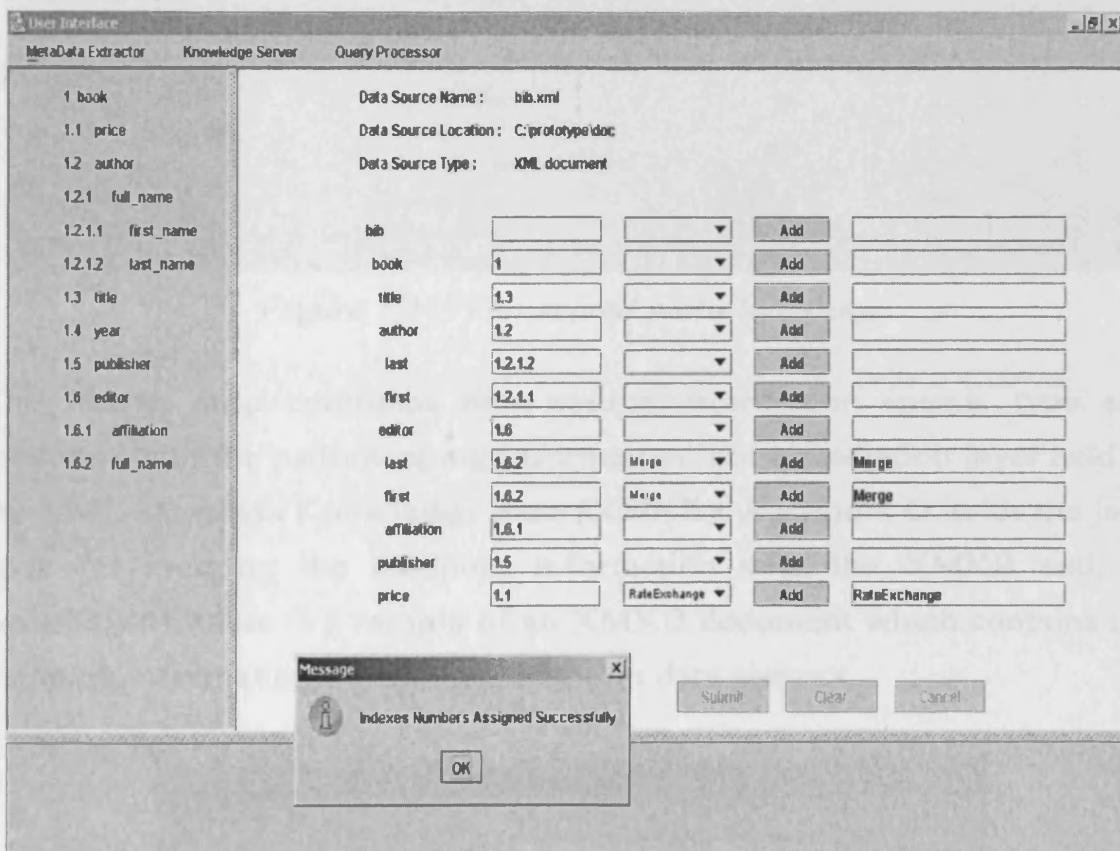 User Interface
MetaData Extractor Knowledge Server Query Processor
1 book
1.1 price
1.2 author
1.2.1 full_name
1.2.1.1 first_name
1.2.1.2 last_name
1.3 title
1.4 year
1.5 publisher
1.6 editor
1.6.1 affiliation
1.6.2 full_name
Data Source Name : bib.xml
Data Source Location : C:\prototype\doc
Data Source Type : XML document
bib Add
book 1 Add
title 1.3 Add
author 1.2 Add
last 1.2.1.2 Add
first 1.2.1.1 Add
editor 1.6 Add
last 1.6.2 Merge Add Merge
first 1.6.2 Merge Add Merge
affiliation 1.6.1 Add
publisher 1.5 Add
price 1.1 RateExchange Add RateExchange
Submit Clear Cancel
Message
Indexes Numbers Assigned Successfully
OK